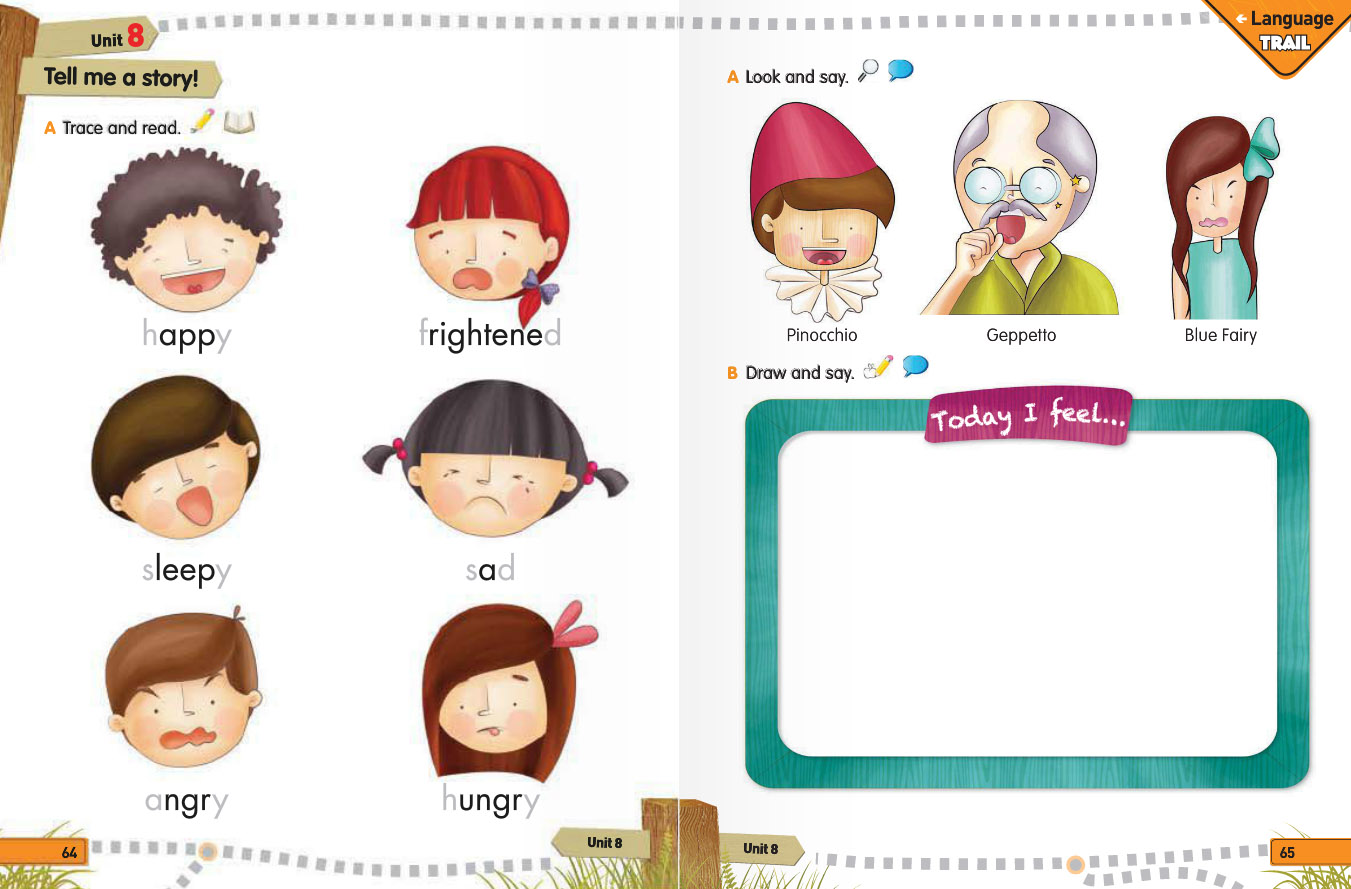 Unit 8
Tell me a story!
A Trace and read.
happy
frightened
sleepy
sad
angry
hungry
64
Unit 8
Language
TRAIL
A Look and say.
Pinocchio
Geppetto
Blue Fairy
B Draw and say.
Today I feel...
Unit 8
65